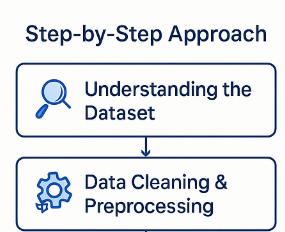 Step-by-Step Approach
Understanding the
Dataset
Data Cleaning &
Preprocessing